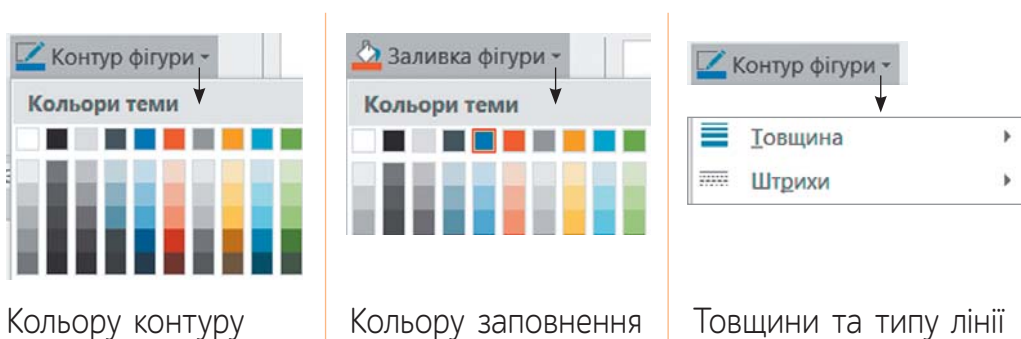 Контур фігури
Кольори теми
Кольору контуру
Заливка фігури
Кольори теми
Кольору заповнення
Контур фігури
Товщина
Штрихи
Товщини та типу лінії